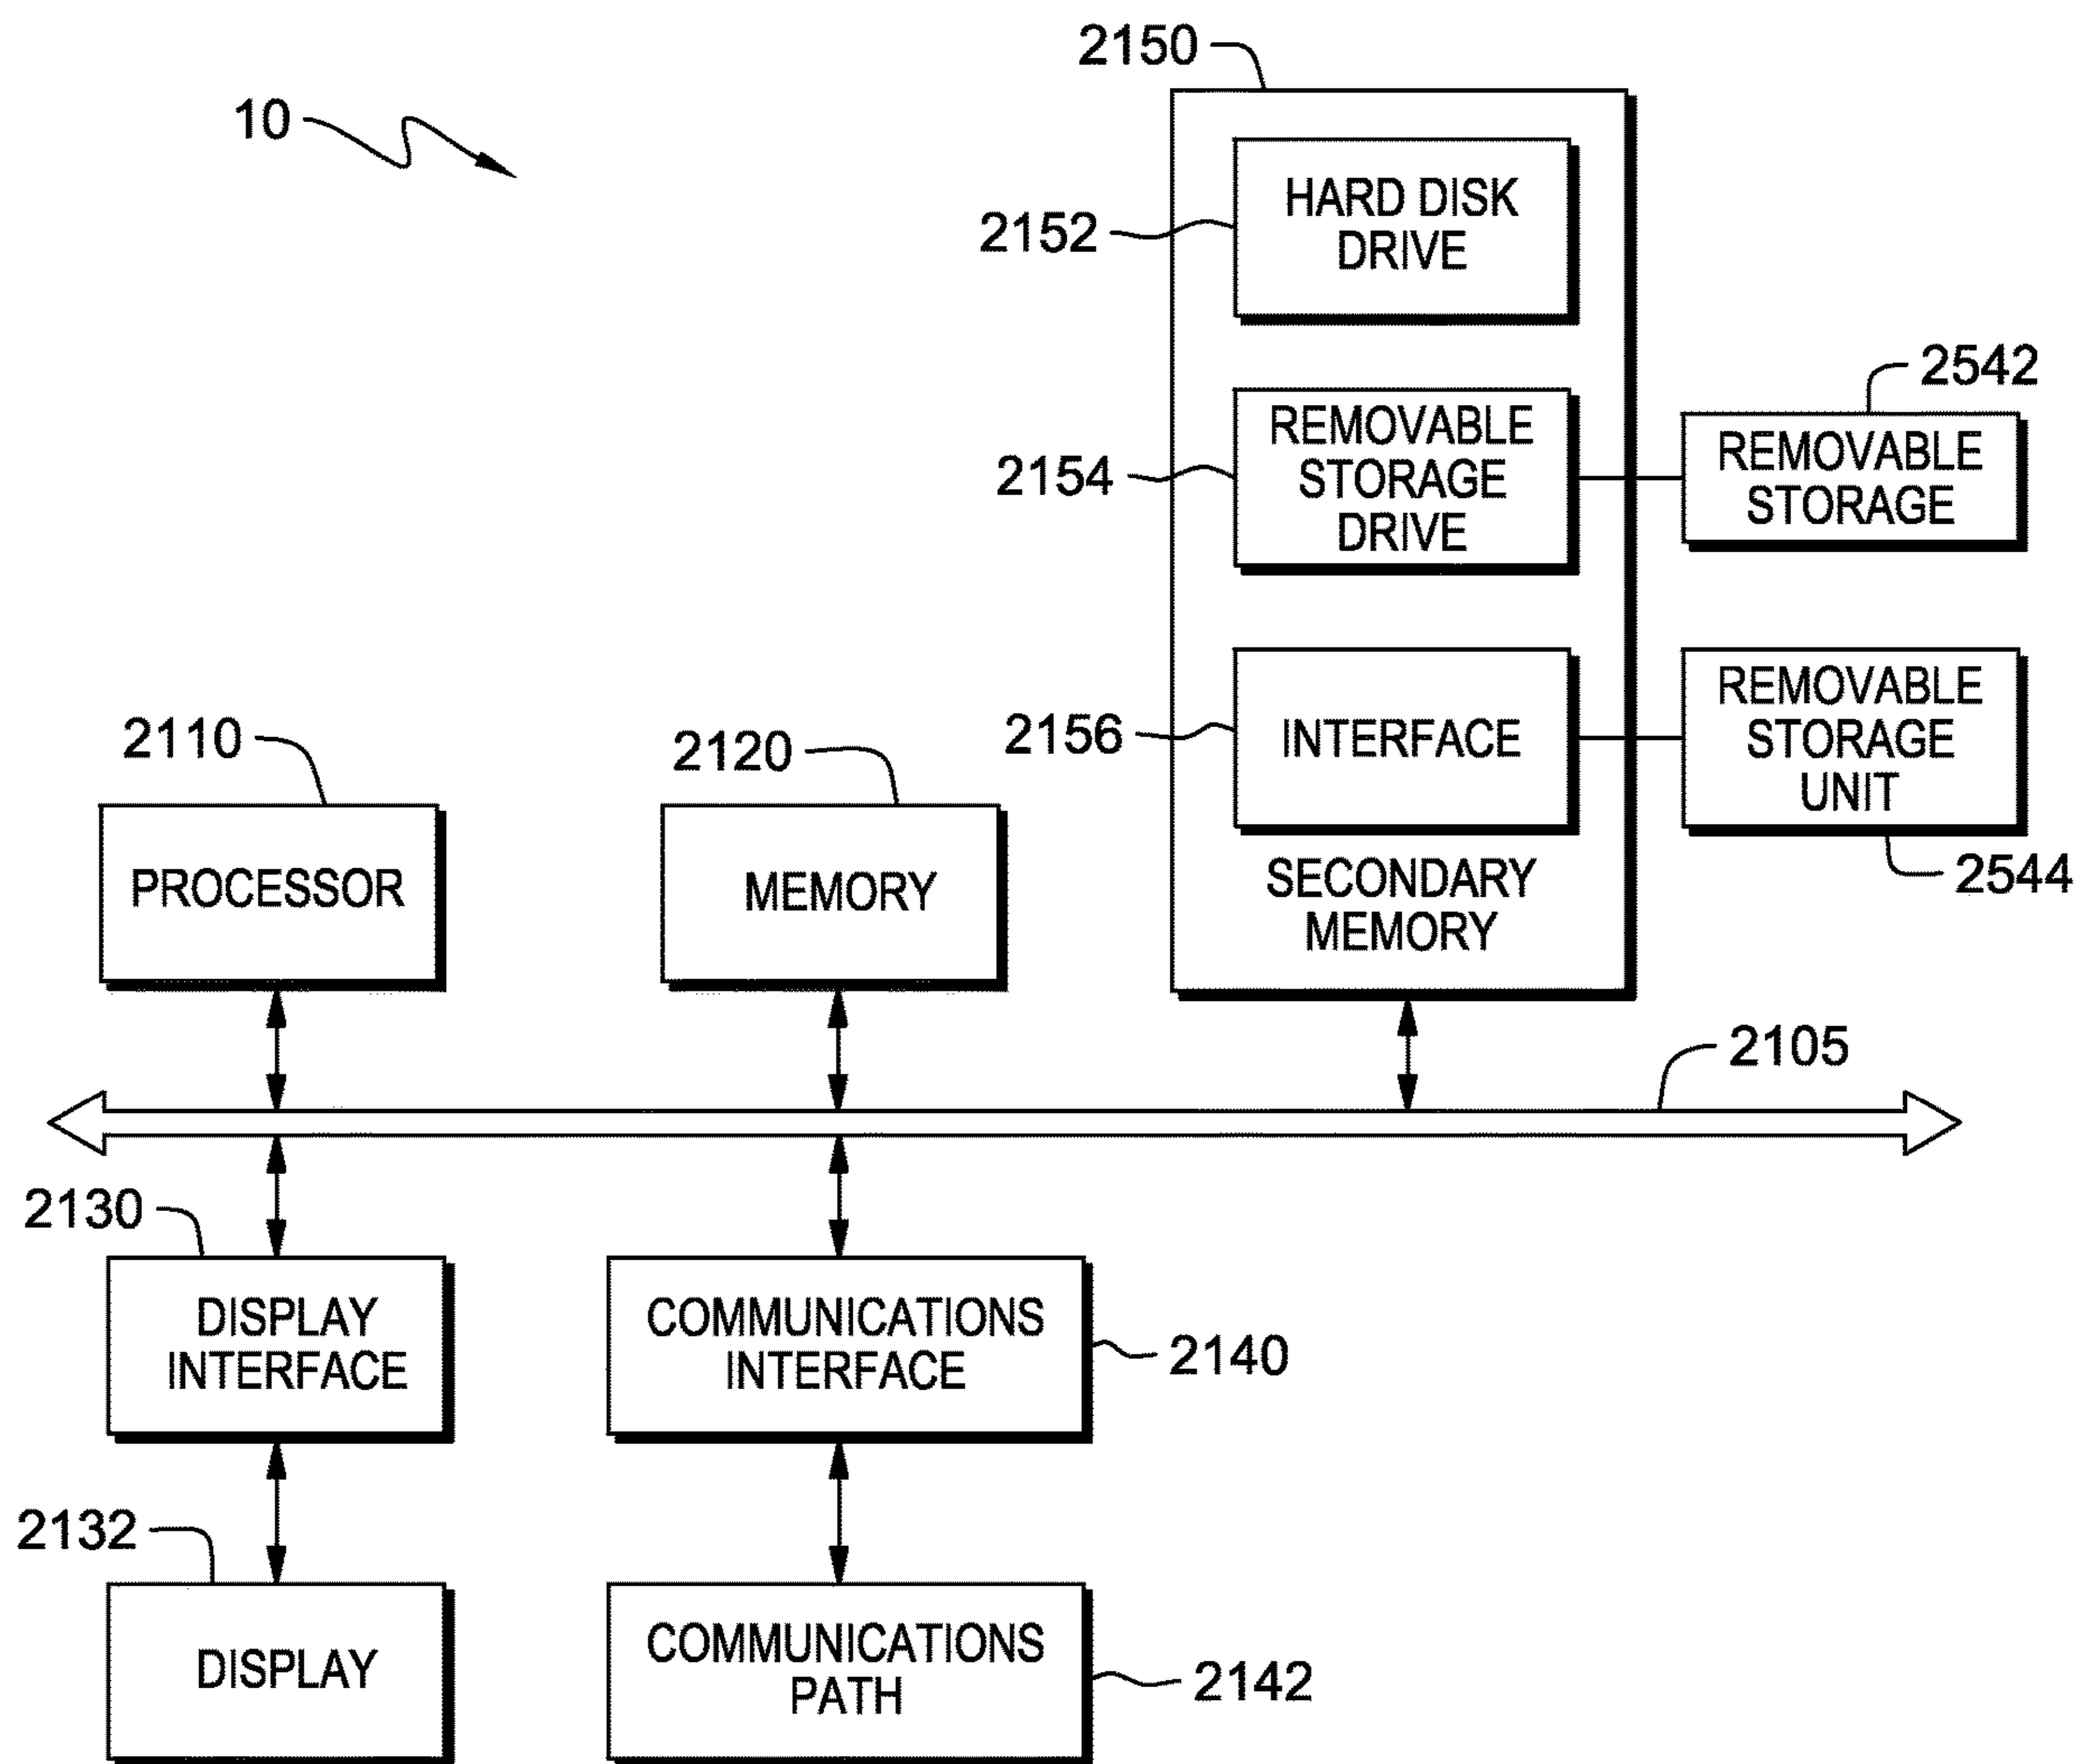 2150
10
HARD DISK
DRIVE
2152
2542
REMOVABLE
STORAGE
DRIVE
2154
REMOVABLE
STORAGE
2156
INTERFACE
REMOVABLE
STORAGE
UNIT
2544
SECONDARY
MEMORY
2110
PROCESSOR
2120
MEMORY
2105
2130
DISPLAY
INTERFACE
COMMUNICATIONS
INTERFACE
2140
2132
DISPLAY
COMMUNICATIONS
PATH
2142